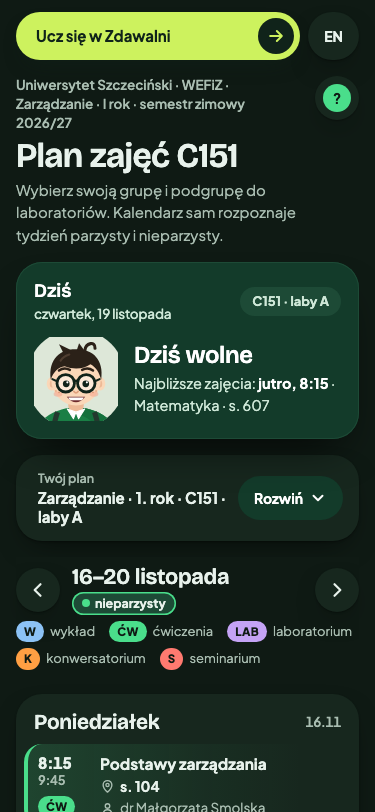 Ucz się w Zdawalni
EN
Uniwersytet Szczeciński · WEFiZ ·
Zarządzanie · I rok · semestr zimowy
2026/27
?
Plan zajęć C151
Wybierz swoją grupę i podgrupę do
laboriatoriów. Kalendarz sam rozpoznaje
tydzień parzysty i nieparzysty.
Dziś
czwartek, 19 listopada
C151 · laby A
Dziś wolne
Najbliższe zajęcia: jutro, 8:15 ·
Matematyka · s. 607
Twój plan
Zarządzanie · 1. rok · C151 ·
laby A
Rozwiń
16–20 listopada
nieparzysty
W wykład ĆW ćwiczenia LAB laboratorium
K konwersatorium S seminarium
Poniedziałek
16.11
8:15
9:45
ĆW
Podstawy zarządzania
s. 104
dr Małgorzata Smolska